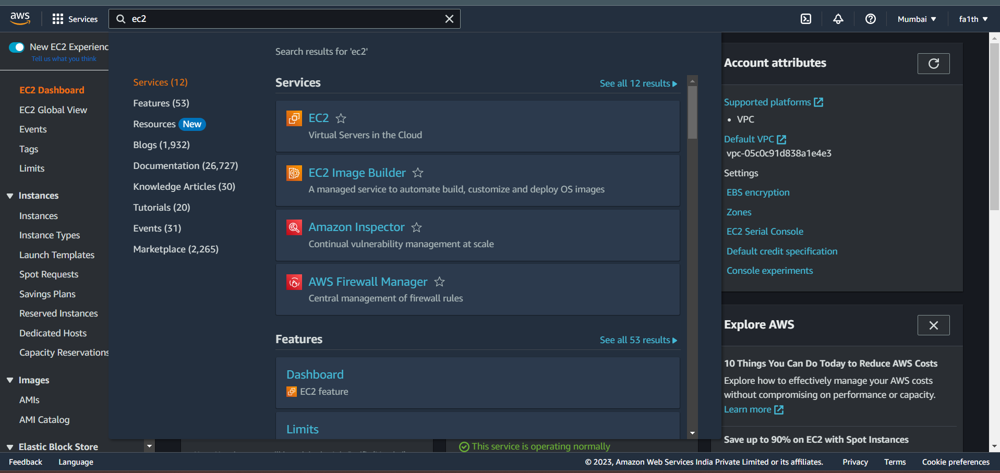 aws
Services
ec2
Mumbai
fa1th
New EC2 Experienc
Tell us what you think
EC2 Dashboard
EC2 Global View
Events
Tags
Limits
Instances
Instances
Instance Types
Launch Templates
Spot Requests
Savings Plans
Reserved Instances
Dedicated Hosts
Capacity Reservations
Images
AMIs
AMI Catalog
Elastic Block Store
Search results for 'ec2'
Services (12)
Features (53)
Resources New
Blogs (1,932)
Documentation (26,727)
Knowledge Articles (30)
Tutorials (20)
Events (31)
Marketplace (2,265)
Services
See all 12 results
EC2
Virtual Servers in the Cloud
EC2 Image Builder
A managed service to automate build, customize and deploy OS images
Amazon Inspector
Continual vulnerability management at scale
AWS Firewall Manager
Central management of firewall rules
Features
See all 53 results
Dashboard
EC2 feature
Limits
This service is operating normally
Account attributes
Supported platforms
• VPC
Default VPC
vpc-05c0c91d838a1e4e3
Settings
EBS encryption
Zones
EC2 Serial Console
Default credit specification
Console experiments
Explore AWS
10 Things You Can Do Today to Reduce AWS Costs
Explore how to effectively manage your AWS costs
without compromising on performance or capacity.
Learn more
Save up to 90% on EC2 with Spot Instances
Feedback
Language
© 2023, Amazon Web Services India Private Limited or its affiliates.
Privacy
Terms
Cookie preferences